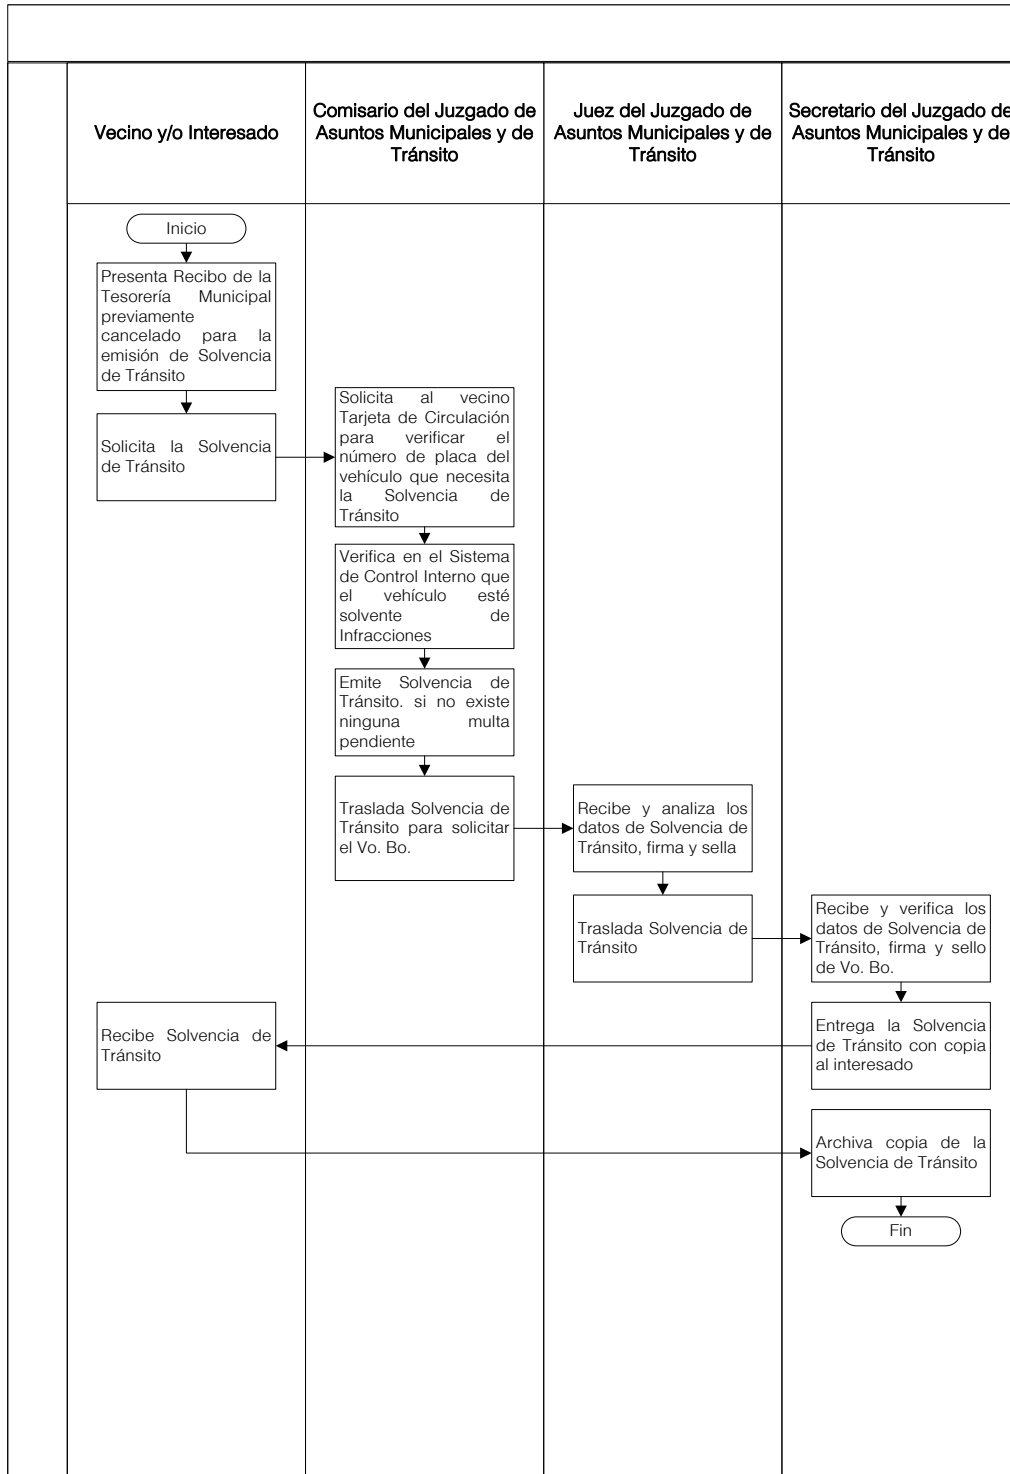 Vecino y/o Interesado
Comisario del Juzgado de
Asuntos Municipales y de
Tránsito
Juez del Juzgado de
Asuntos Municipales y de
Tránsito
Secretario del Juzgado de
Asuntos Municipales y de
Tránsito
Inicio
Presenta Recibo de la
Tesorería Municipal
previamente
cancelado para la
emisión de Solvencia
de Tránsito
Solicita la Solvencia
de Tránsito
Solicita al vecino
Tarjeta de Circulación
para verificar el
número de placa del
vehículo que necesita
la Solvencia de
Tránsito
Verifica en el Sistema
de Control Interno que
el vehículo esté
solvente de
Infracciones
Emite Solvencia de
Tránsito. si no existe
ninguna multa
pendiente
Traslada Solvencia de
Tránsito para solicitar
el Vo. Bo.
Recibe y analiza los
datos de Solvencia de
Tránsito, firma y sella
Traslada Solvencia de
Tránsito
Recibe y verifica los
datos de Solvencia de
Tránsito, firma y sello
de Vo. Bo.
Entrega la Solvencia
de Tránsito con copia
al interesado
Recibe Solvencia de
Tránsito
Archiva copia de la
Solvencia de Tránsito
Fin